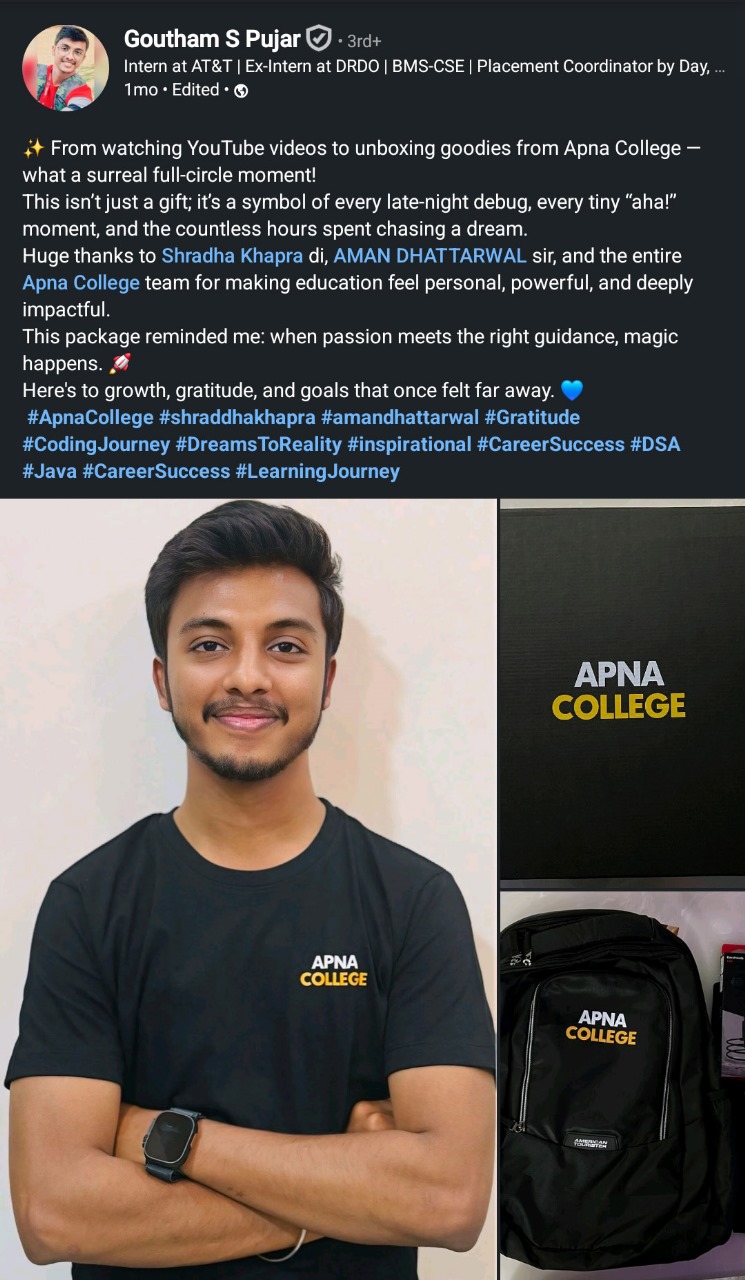 Goutham S Pujar • 3rd+
Intern at AT&T | Ex-Intern at DRDO | BMS-CSE | Placement Coordinator by Day, ...
1mo • Edited •
✨ From watching YouTube videos to unboxing goodies from Apna College —
what a surreal full-circle moment!
This isn’t just a gift; it’s a symbol of every late-night debug, every tiny “aha!”
moment, and the countless hours spent chasing a dream.
Huge thanks to Shradha Khapra di, AMAN DHATTARWAL sir, and the entire
Apna College team for making education feel personal, powerful, and deeply
impactful.
This package reminded me: when passion meets the right guidance, magic
happens. 🚀
Here's to growth, gratitude, and goals that once felt far away. 💙
#ApnaCollege #shraddhakhapra #amandhattarwal #Gratitude
#CodingJourney #DreamsToReality #inspirational #CareerSuccess #DSA
#Java #CareerSuccess #LearningJourney
APNA
COLLEGE
APNA
COLLEGE
APNA
COLLEGE
AMERICAN
TOURISTER